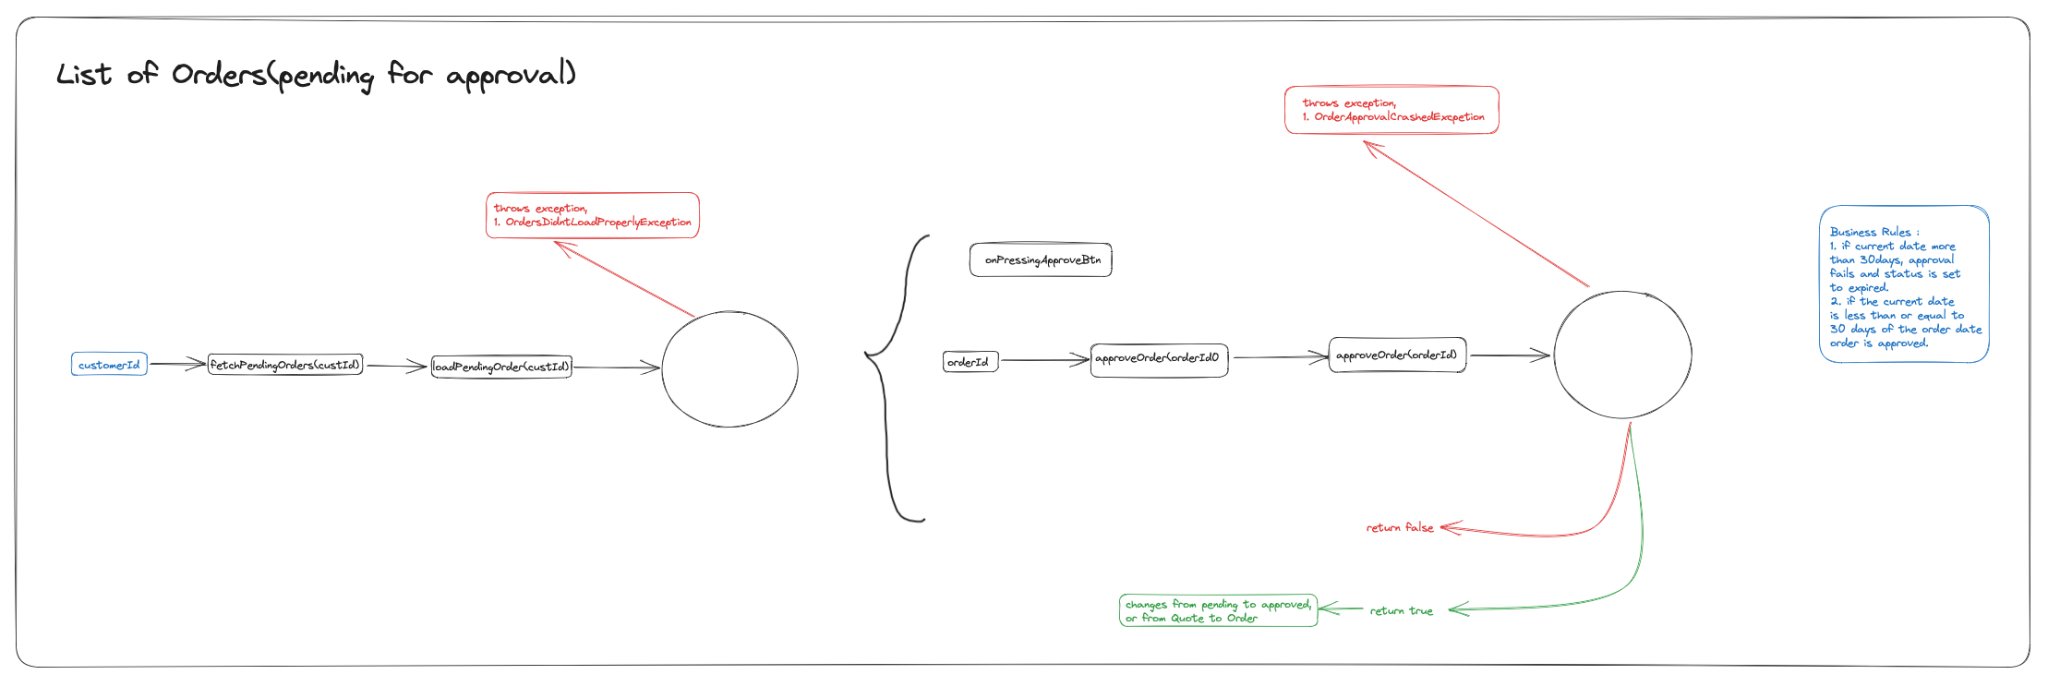 List of Orders(pending for approval)
throws exception,
1. OrdersDidntLoadProperlyException
customerId
fetchPendingOrders(custId)
loadPendingOrder(custId)
onPressingApproveBtn
orderId
approveOrder(orderIdO
approveOrder(orderId)
throws exception,
1. OrderApprovalCrashedExcpetion
return false
return true
changes from pending to approved,
or from Quote to Order
Business Rules :
1. if current date more
than 30days, approval
fails and status is set
to expired.
2. if the current date
is less than or equal to
30 days of the order date
order is approved.